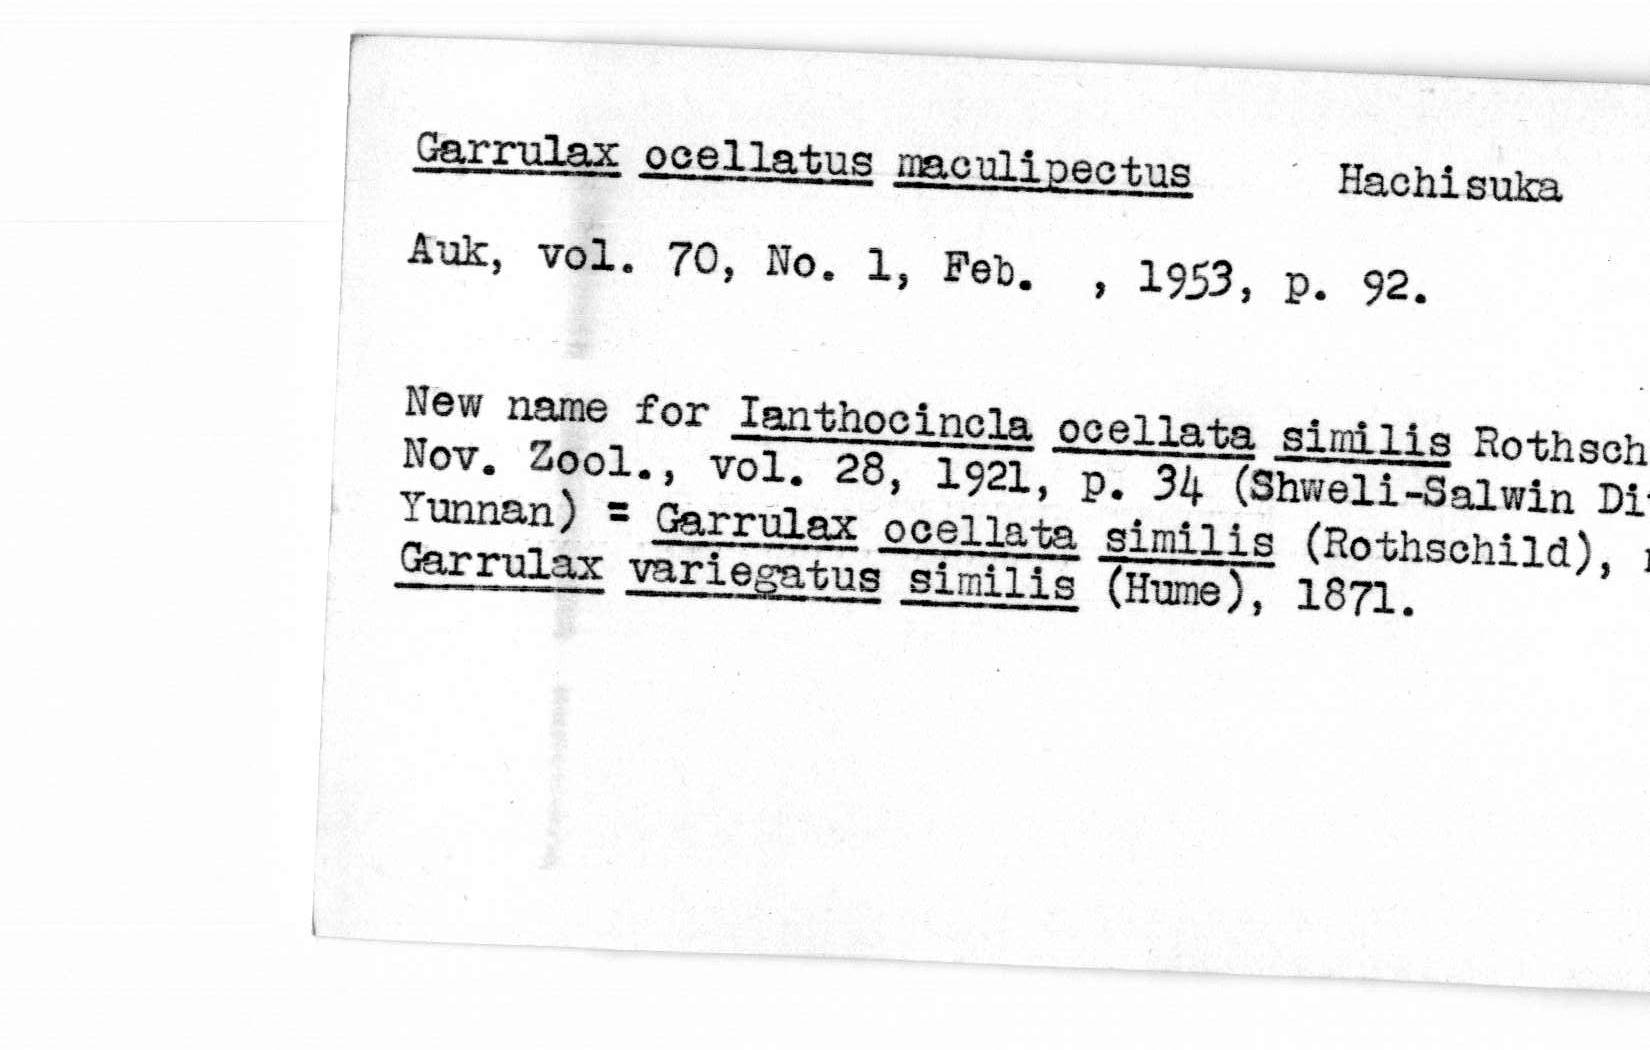 Garrulax ocellatus maculipectus Hachisuka
Auk, vol. 70, No. 1, Feb. , 1953, p. 92.
New name for Ianthocincla ocellata similis Rothsch
Nov. Zool., vol. 28, 1921, p. 34 (Shweli-Salwin Di
Yunnan) = Garrulax ocellata similis (Rothschild),
Garrulax variegatus similis (Hume), 1871.